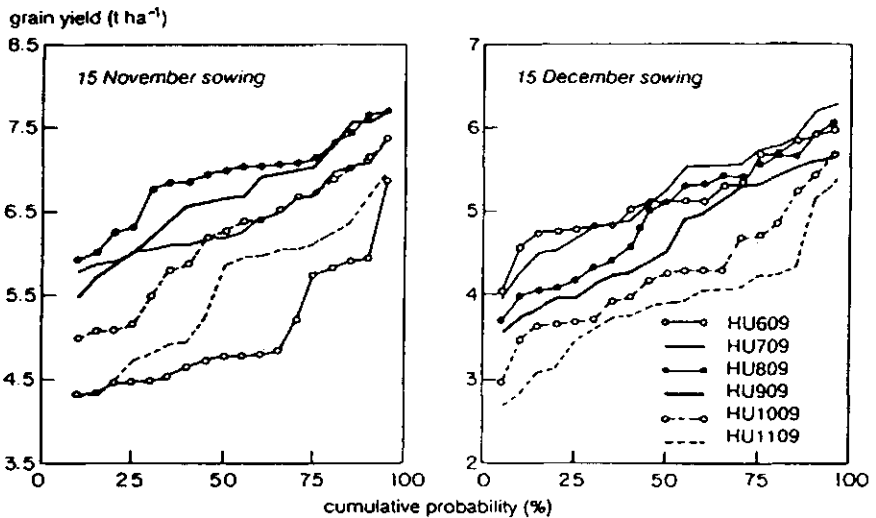 grain yield (t ha⁻¹)
8.5
7.5
6.5
5.5
4.5
3.5
15 November sowing
0
25
50
75
100
7
6
5
4
3
2
15 December sowing
HU609
HU709
HU809
HU909
HU1009
HU1109
0
25
50
75
100
cumulative probability (%)